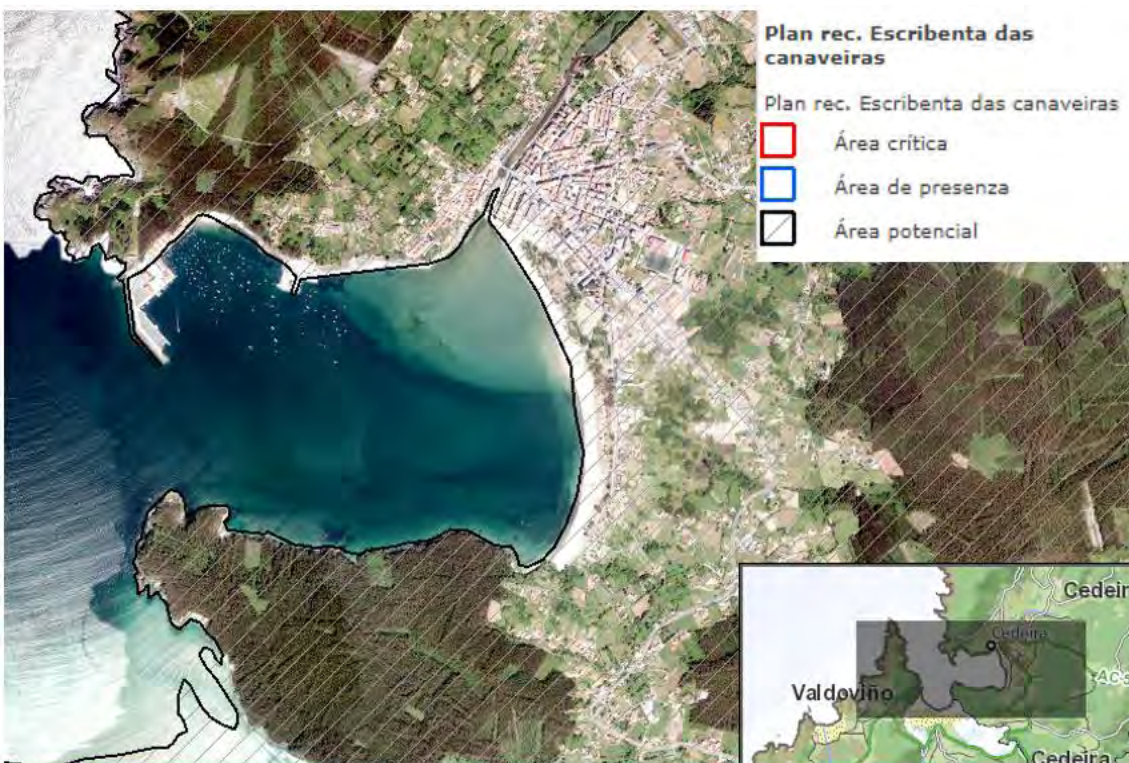 Plan rec. Escribenta das
canaveiras
Plan rec. Escribenta das canaveiras
Área crítica
Área de presenza
Área potencial
Cedeir
Cedeira
AC-
Valdoviño
Cedeira